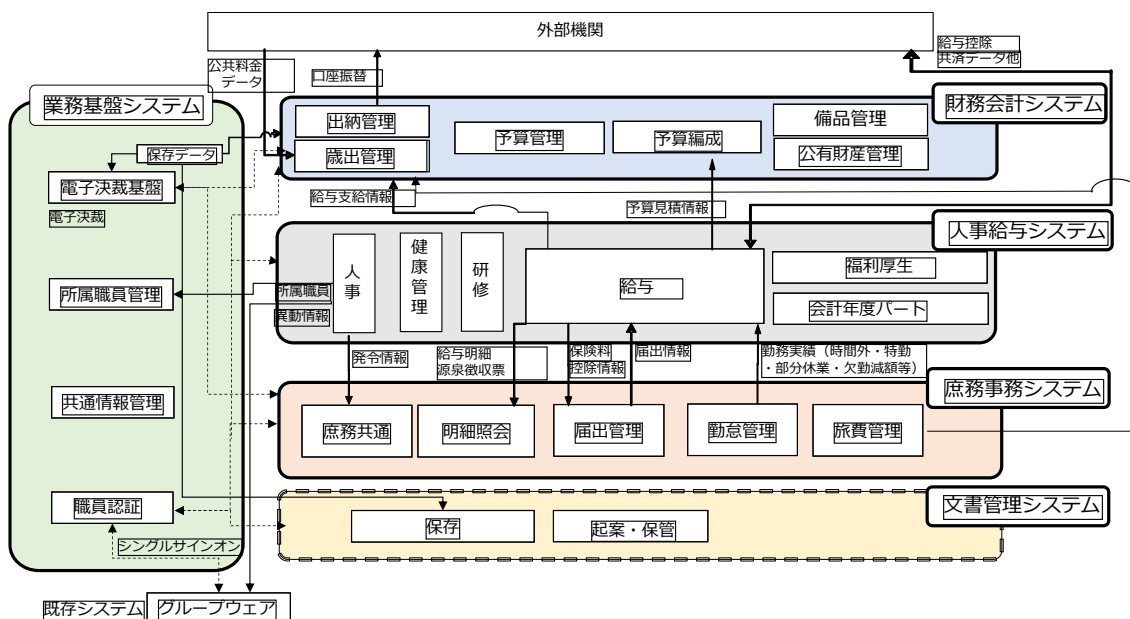 外部機関
公共料金
データ
口座振替
給与控除
共済データ他
業務基盤システム
財務会計システム
出納管理
歳出管理
予算管理
予算編成
備品管理
公有財産管理
保存データ
電子決裁基盤
電子決裁
給与支給情報
予算見積情報
人事給与システム
人事
健康管理
研修
給与
福利厚生
会計年度パート
所属職員管理
所属職員
異動情報
発令情報
給与明細
源泉徴収票
保険料
控除情報
届出情報
勤務実績（時間外・特勤
・部分休業・欠勤減額等）
庶務事務システム
共通情報管理
庶務共通
明細照会
届出管理
勤怠管理
旅費管理
文書管理システム
職員認証
シングルサインオン
保存
起案・保管
既存システム
グループウェア